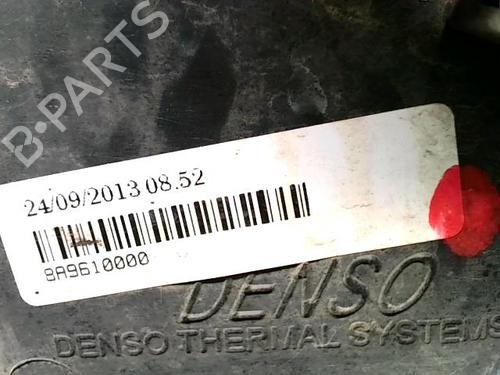 B-PARTS
24/09/2013 08.52
8A9610000
DENSO
DENSO THERMAL SYSTEMS